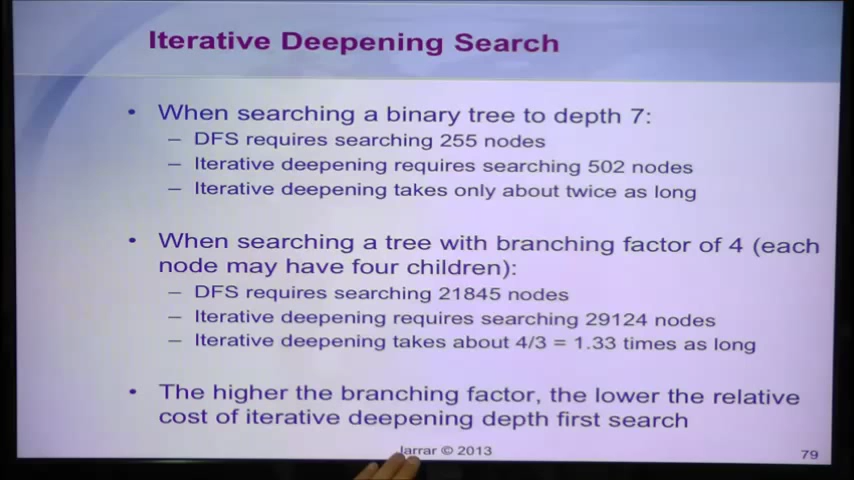 Iterative Deepening Search
• When searching a binary tree to depth 7:
– DFS requires searching 255 nodes
– Iterative deepening requires searching 502 nodes
– Iterative deepening takes only about twice as long
• When searching a tree with branching factor of 4 (each
node may have four children):
– DFS requires searching 21845 nodes
– Iterative deepening requires searching 29124 nodes
– Iterative deepening takes about 4/3 = 1.33 times as long
• The higher the branching factor, the lower the relative
cost of iterative deepening depth first search
Jarrar © 2013
79